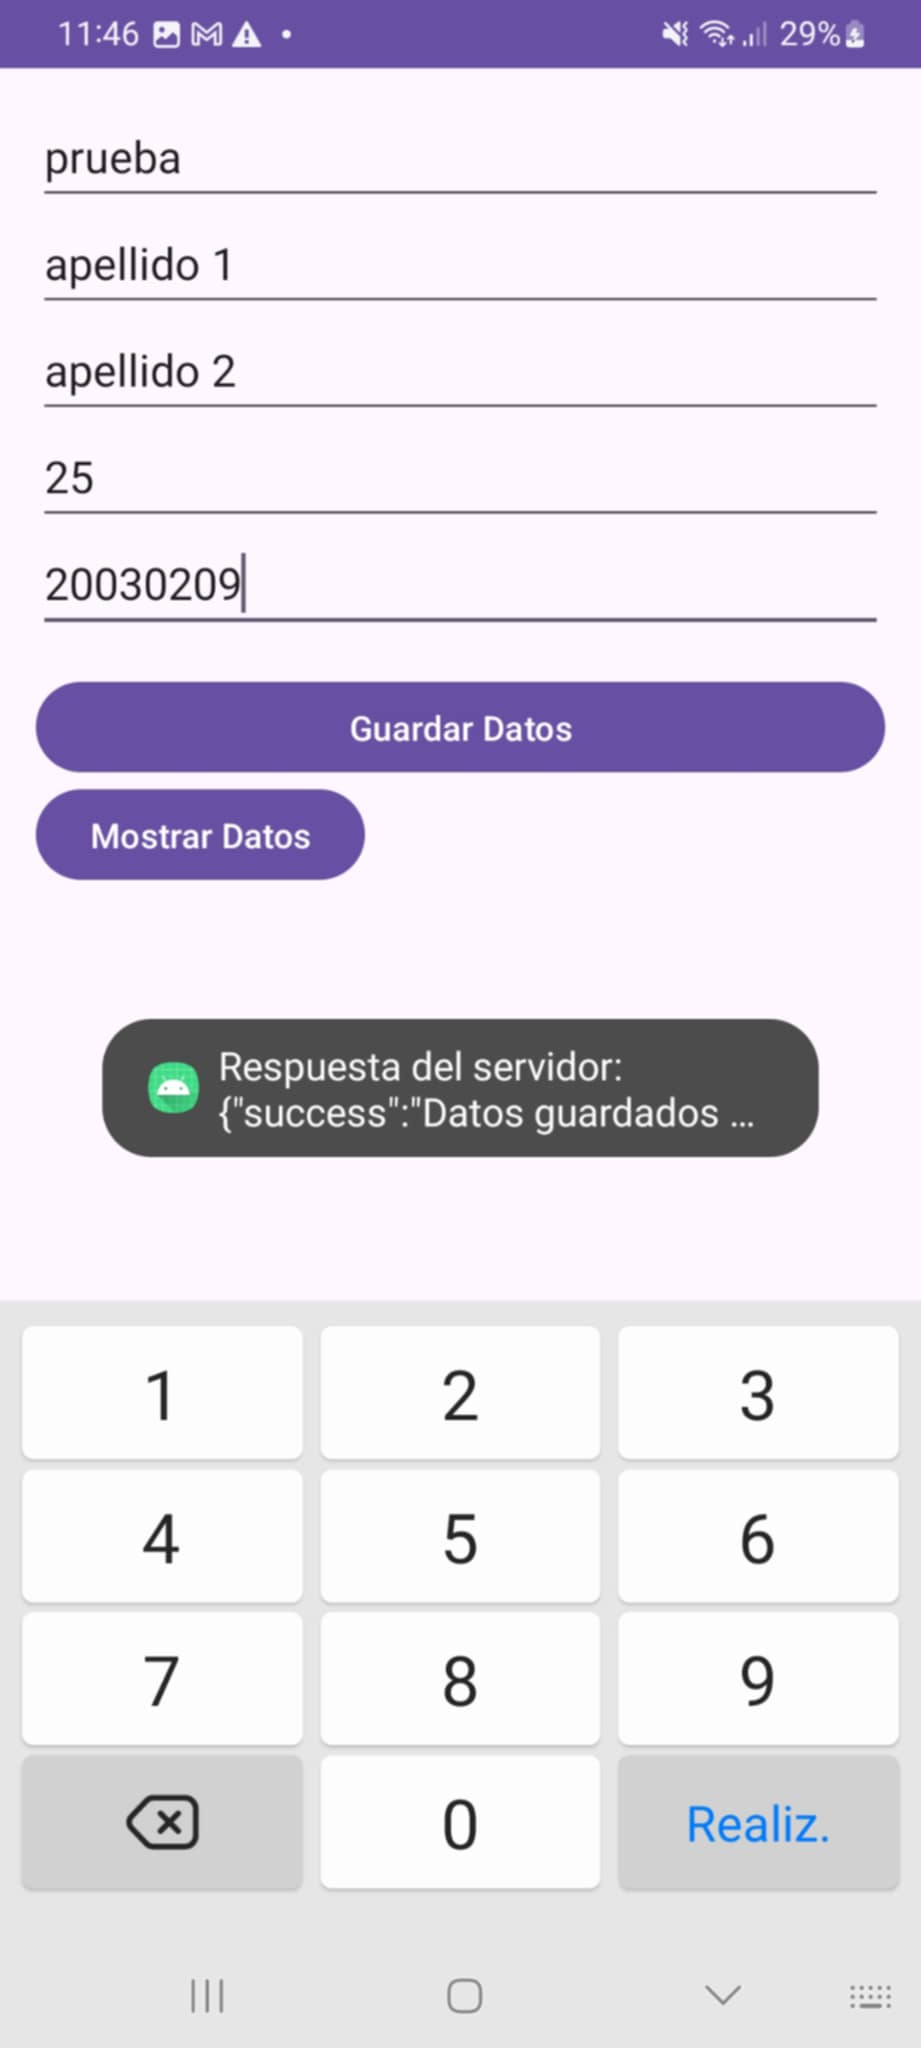 11:46 29%
prueba
apellido 1
apellido 2
25
20030209
Guardar Datos
Mostrar Datos
Respuesta del servidor:
{"success":"Datos guardados ...
1 2 3
4 5 6
7 8 9
0 Realiz.